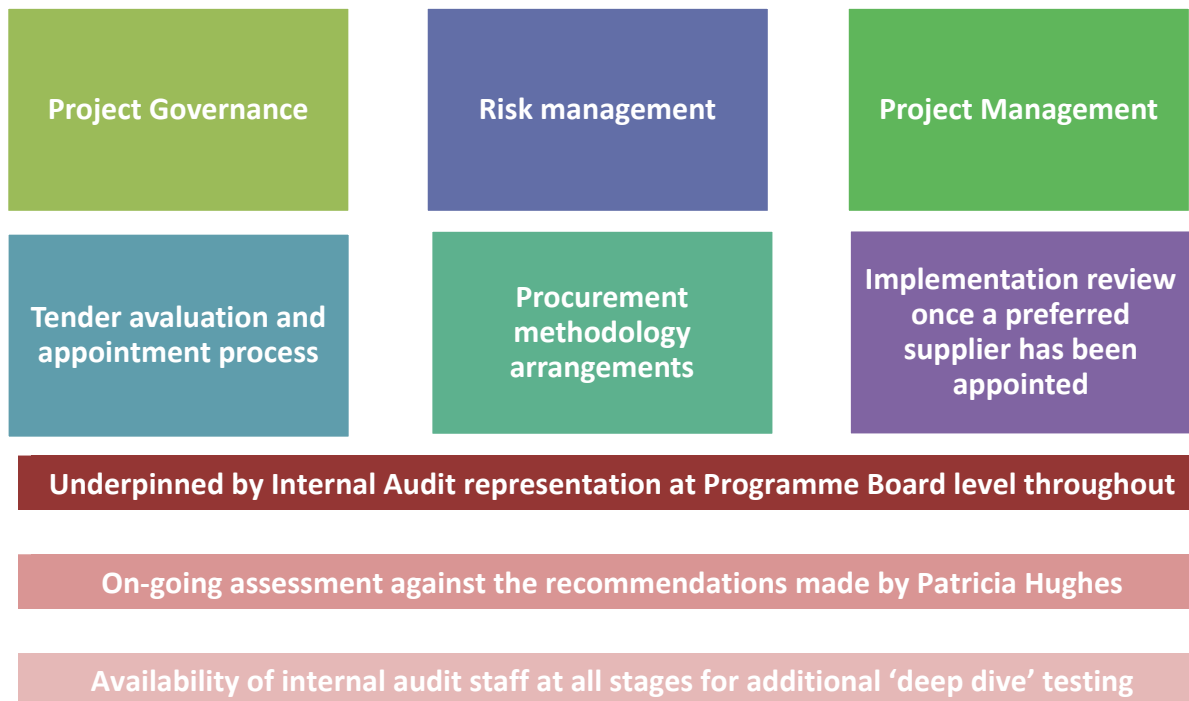 Project Governance
Risk management
Project Management
Tender avaluation and
appointment process
Procurement
methodology
arrangements
Implementation review
once a preferred
supplier has been
appointed
Underpinned by Internal Audit representation at Programme Board level throughout
On-going assessment against the recommendations made by Patricia Hughes
Availability of internal audit staff at all stages for additional ‘deep dive’ testing